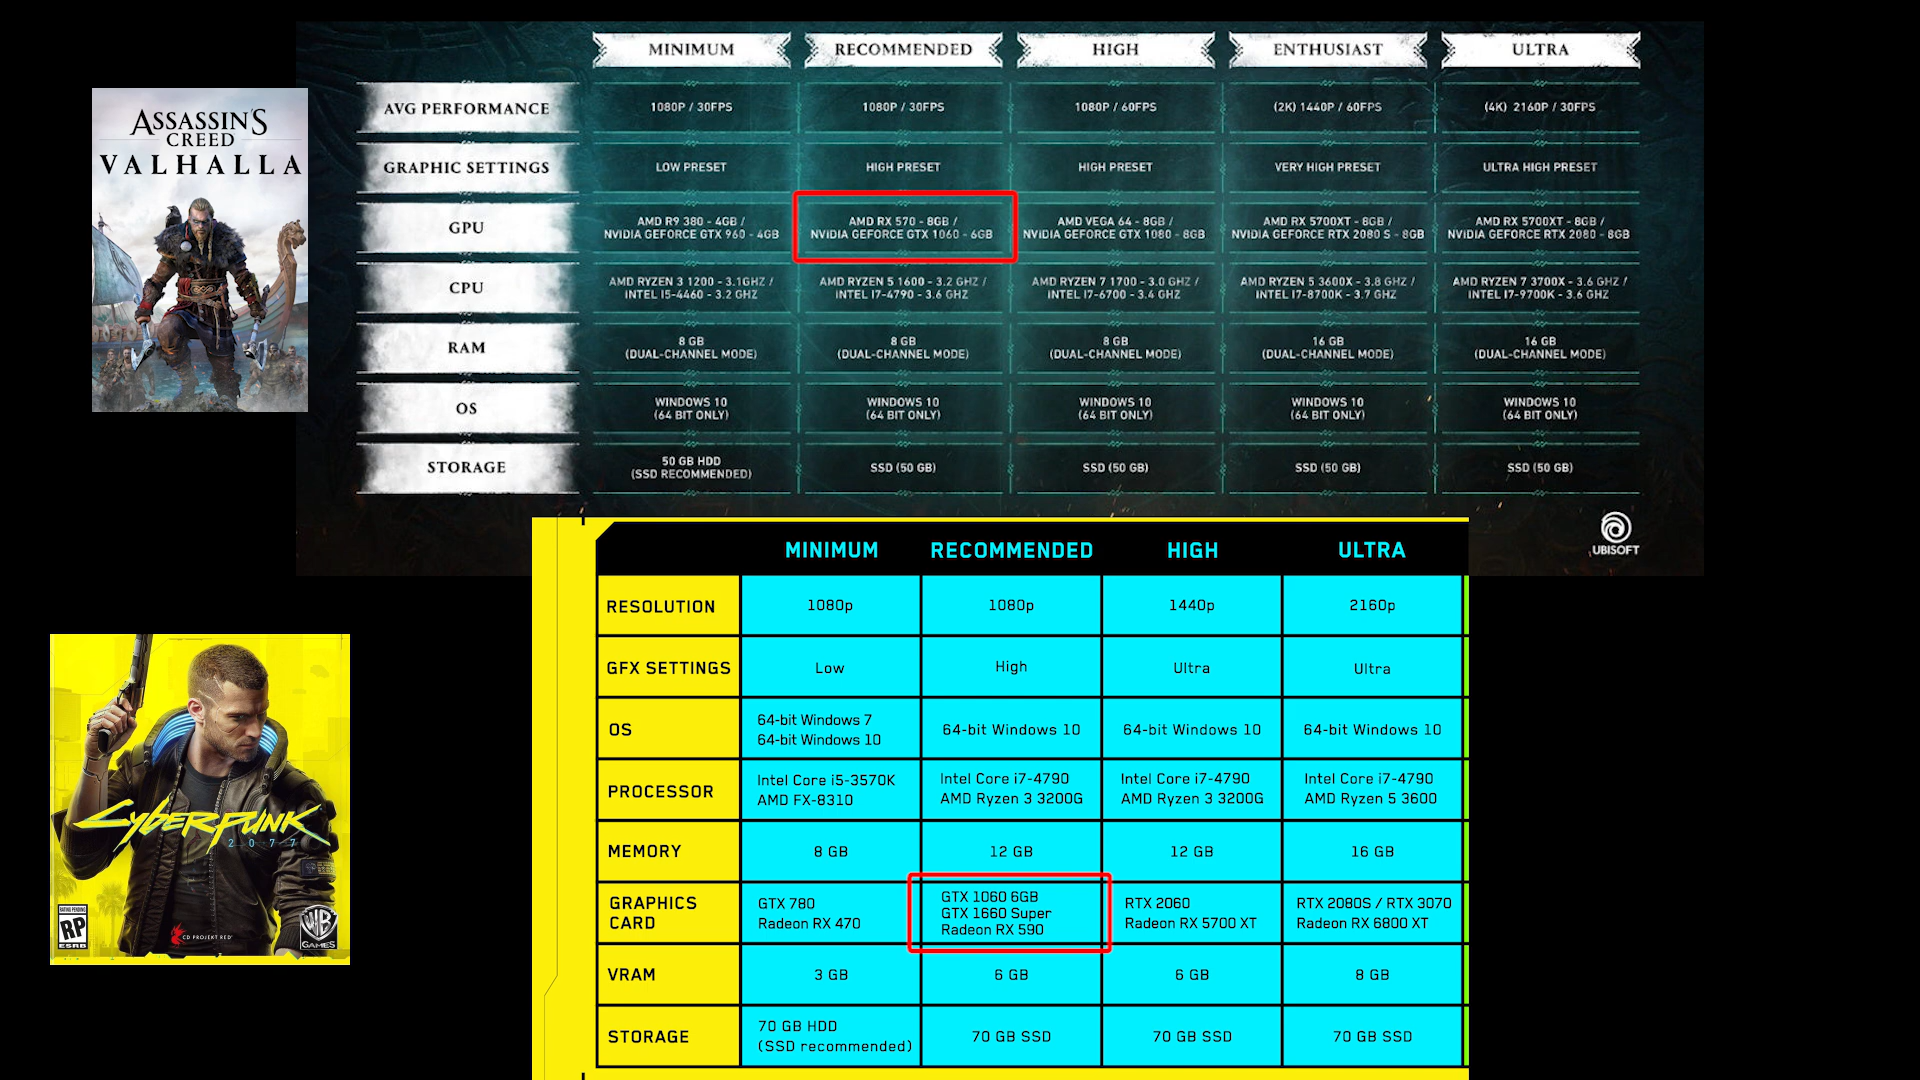 MINIMUM
RECOMMENDED
HIGH
ENTHUSIAST
ULTRA
AVG PERFORMANCE
1080P / 30FPS
1080P / 30FPS
1080P / 60FPS
(2K) 1440P / 60FPS
(4K) 2160P / 30FPS
GRAPHIC SETTINGS
LOW PRESET
HIGH PRESET
HIGH PRESET
VERY HIGH PRESET
ULTRA HIGH PRESET
GPU
AMD R9 380 - 4GB /
NVIDIA GEFORCE GTX 960 - 4GB
AMD RX 570 - 8GB /
NVIDIA GEFORCE GTX 1060 - 6GB
AMD VEGA 64 - 8GB /
NVIDIA GEFORCE GTX 1080 - 8GB
AMD RX 5700XT - 8GB /
NVIDIA GEFORCE RTX 2080 S - 8GB
AMD RX 5700XT - 8GB /
NVIDIA GEFORCE RTX 2080 - 8GB
CPU
AMD RYZEN 3 1200 - 3.1GHZ /
INTEL I5-4460 - 3.2 GHZ
AMD RYZEN 5 1600 - 3.2 GHZ /
INTEL I7-4790 - 3.6 GHZ
AMD RYZEN 7 1700 - 3.0 GHZ /
INTEL I7-6700 - 3.4 GHZ
AMD RYZEN 5 3600X - 3.8 GHZ /
INTEL I7-8700K - 3.7 GHZ
AMD RYZEN 7 3700X - 3.6 GHZ /
INTEL I7-9700K - 3.6 GHZ
RAM
8 GB
(DUAL-CHANNEL MODE)
8 GB
(DUAL-CHANNEL MODE)
8 GB
(DUAL-CHANNEL MODE)
16 GB
(DUAL-CHANNEL MODE)
16 GB
(DUAL-CHANNEL MODE)
OS
WINDOWS 10
(64 BIT ONLY)
WINDOWS 10
(64 BIT ONLY)
WINDOWS 10
(64 BIT ONLY)
WINDOWS 10
(64 BIT ONLY)
WINDOWS 10
(64 BIT ONLY)
STORAGE
50 GB HDD
(SSD RECOMMENDED)
SSD (50 GB)
SSD (50 GB)
SSD (50 GB)
SSD (50 GB)
UBISOFT
ASSASSIN'S
CREED
VALHALLA
MINIMUM
RECOMMENDED
HIGH
ULTRA
RESOLUTION
1080p
1080p
1440p
2160p
GFX SETTINGS
Low
High
Ultra
Ultra
OS
64-bit Windows 7
64-bit Windows 10
64-bit Windows 10
64-bit Windows 10
64-bit Windows 10
PROCESSOR
Intel Core i5-3570K
AMD FX-8310
Intel Core i7-4790
AMD Ryzen 3 3200G
Intel Core i7-4790
AMD Ryzen 3 3200G
Intel Core i7-4790
AMD Ryzen 5 3600
MEMORY
8 GB
12 GB
12 GB
16 GB
GRAPHICS
CARD
GTX 780
Radeon RX 470
GTX 1060 6GB
GTX 1660 Super
Radeon RX 590
RTX 2060
Radeon RX 5700 XT
RTX 2080S / RTX 3070
Radeon RX 6800 XT
VRAM
3 GB
6 GB
6 GB
8 GB
STORAGE
70 GB HDD
(SSD recommended)
70 GB SSD
70 GB SSD
70 GB SSD
CYBERPUNK
2077
RATING PENDING
RP
ESRB
CD PROJEKT RED
WB
GAMES